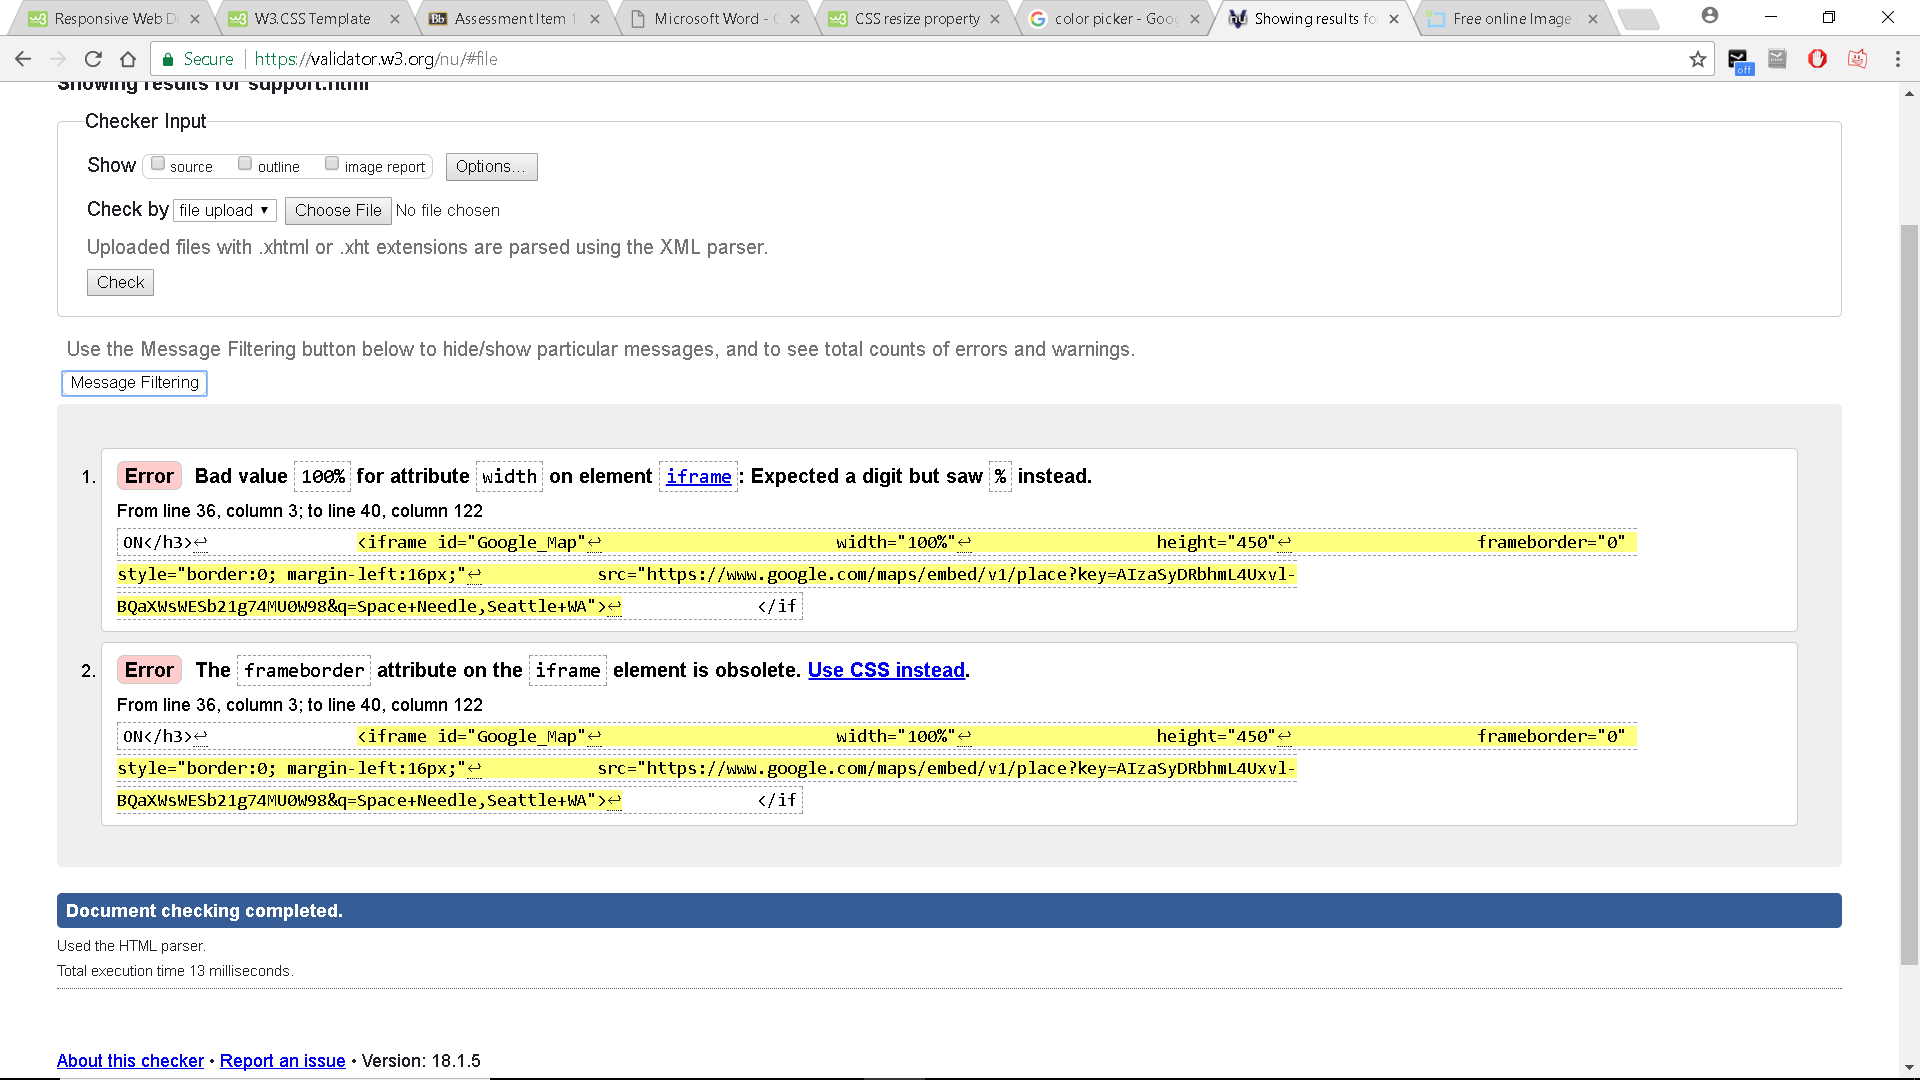 Responsive Web D
W3.CSS Template
Bb Assessment Item 1
Microsoft Word - C
CSS resize property
color picker - Goog
Showing results fo
Free online Image
Secure
https://validator.w3.org/nu/#file
off
Showing results for support.html
Checker Input
Show source outline image report Options...
Check by file upload Choose File No file chosen
Uploaded files with .xhtml or .xht extensions are parsed using the XML parser.
Check
Use the Message Filtering button below to hide/show particular messages, and to see total counts of errors and warnings.
Message Filtering
1. Error Bad value 100% for attribute width on element iframe: Expected a digit but saw % instead.
From line 36, column 3; to line 40, column 122
ON</h3>↩ <iframe id="Google_Map"↩ width="100%"↩ height="450"↩ frameborder="0"
style="border:0; margin-left:16px;"↩ src="https://www.google.com/maps/embed/v1/place?key=AIzaSyDRbhmL4Uxvl-
BQaXWsWESb21g74MU0W98&q=Space+Needle,Seattle+WA">↩ </if
2. Error The frameborder attribute on the iframe element is obsolete. Use CSS instead.
From line 36, column 3; to line 40, column 122
ON</h3>↩ <iframe id="Google_Map"↩ width="100%"↩ height="450"↩ frameborder="0"
style="border:0; margin-left:16px;"↩ src="https://www.google.com/maps/embed/v1/place?key=AIzaSyDRbhmL4Uxvl-
BQaXWsWESb21g74MU0W98&q=Space+Needle,Seattle+WA">↩ </if
Document checking completed.
Used the HTML parser.
Total execution time 13 milliseconds.
About this checker • Report an issue • Version: 18.1.5